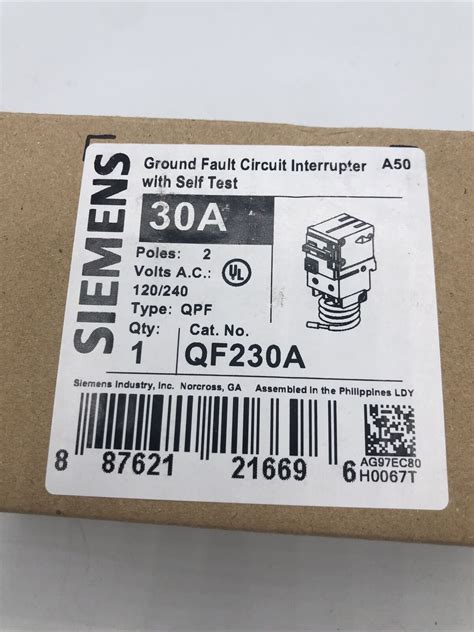 SIEMENS
Ground Fault Circuit Interrupter A50
with Self Test
30A
Poles: 2
Volts A.C.:
120/240
UL
Type: QPF
Qty: Cat. No.
1 QF230A
Siemens Industry, Inc. Norcross, GA Assembled in the Philippines LDY
8 87621 21669 6
AG97EC80
H0067T